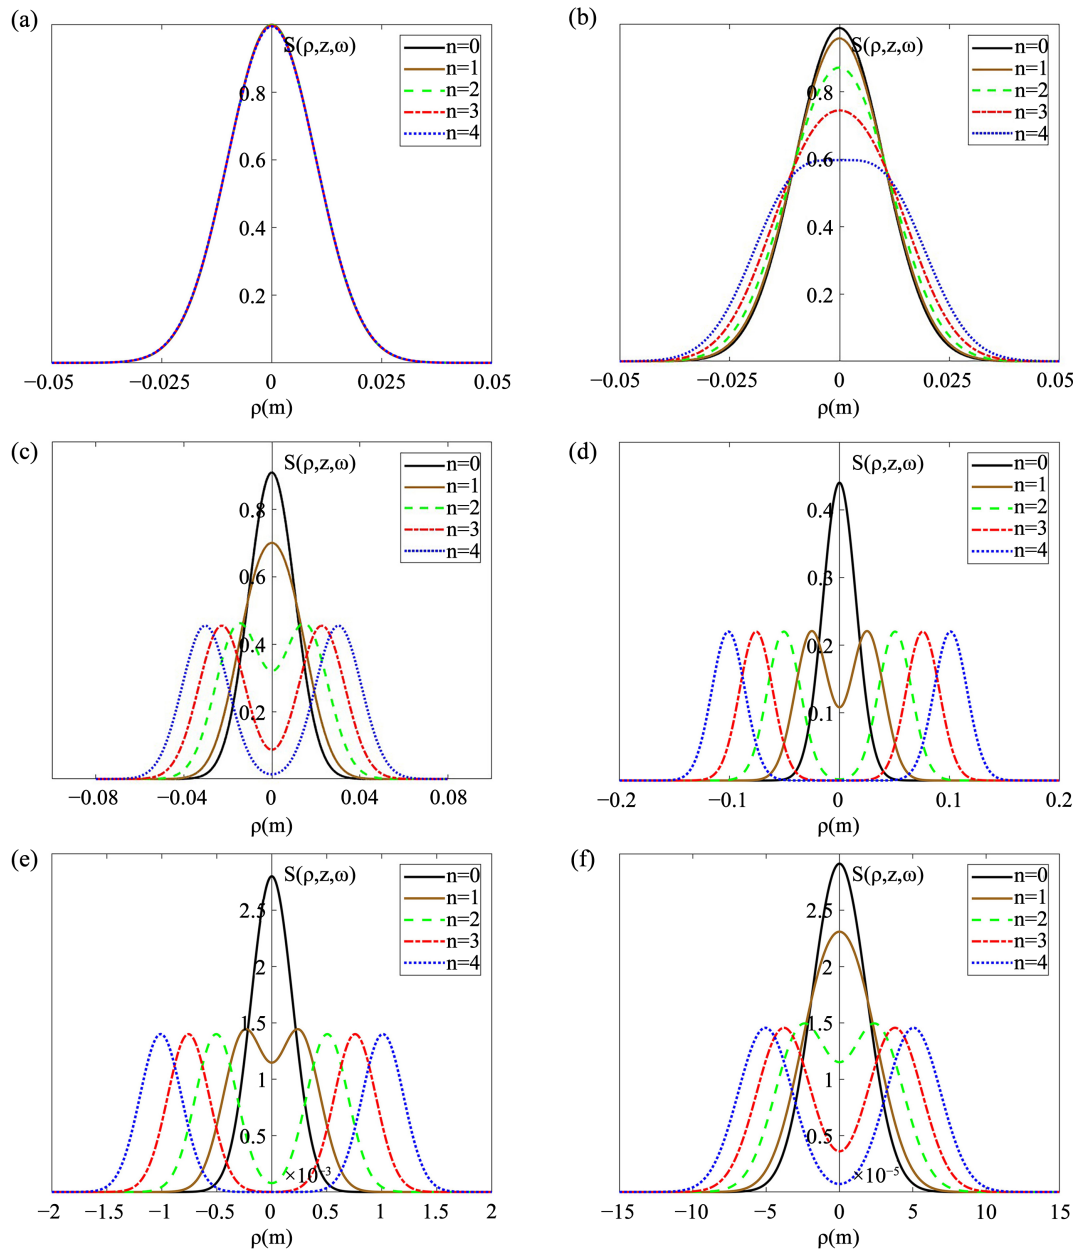 (a)
S(ρ,z,ω)
n=0
n=1
n=2
n=3
n=4
0.8
0.6
0.4
0.2
−0.05
−0.025
0
0.025
0.05
ρ(m)
(b)
S(ρ,z,ω)
n=0
n=1
n=2
n=3
n=4
0.8
0.6
0.4
0.2
−0.05
−0.025
0
0.025
0.05
ρ(m)
(c)
S(ρ,z,ω)
n=0
n=1
n=2
n=3
n=4
0.8
0.6
0.4
0.2
−0.08
−0.04
0
0.04
0.08
ρ(m)
(d)
S(ρ,z,ω)
n=0
n=1
n=2
n=3
n=4
0.4
0.3
0.2
0.1
−0.2
−0.1
0
0.1
0.2
ρ(m)
(e)
S(ρ,z,ω)
n=0
n=1
n=2
n=3
n=4
2.5
2
1.5
1
0.5
×10⁻³
−2
−1.5
−1
−0.5
0
0.5
1
1.5
2
ρ(m)
(f)
S(ρ,z,ω)
n=0
n=1
n=2
n=3
n=4
2.5
2
1.5
1
0.5
×10⁻⁵
−15
−10
−5
0
5
10
15
ρ(m)